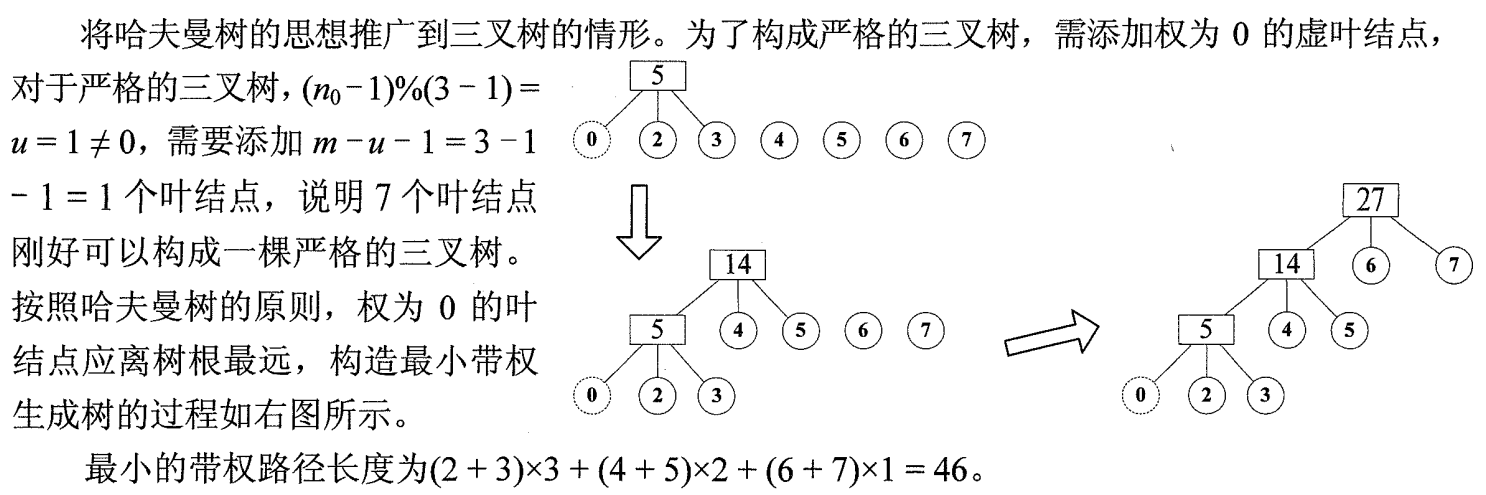 将哈夫曼树的思想推广到三叉树的情形。为了构成严格的三叉树，需添加权为 0 的虚叶结点，
对于严格的三叉树，(n₀－1)%(3－1)＝
u＝1≠0，需要添加 m－u－1＝3－1
－1＝1 个叶结点，说明 7 个叶结点
刚好可以构成一棵严格的三叉树。
按照哈夫曼树的原则，权为 0 的叶
结点应离树根最远，构造最小带权
生成树的过程如右图所示。
5
0 2 3 4 5 6 7
14
5 4 5 6 7
0 2 3
27
14 6 7
5 4 5
0 2 3
最小的带权路径长度为(2＋3)×3＋(4＋5)×2＋(6＋7)×1＝46。